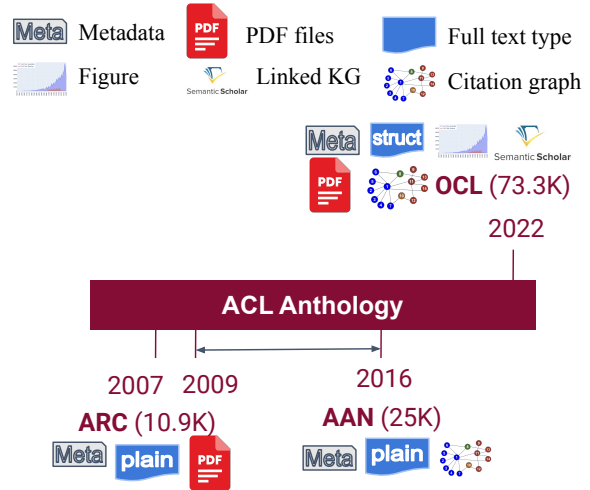 Meta Metadata PDF PDF files Full text type
Figure Semantic Scholar Linked KG Citation graph
Meta struct Semantic Scholar
PDF OCL (73.3K)
2022
ACL Anthology
2007 2009 2016
ARC (10.9K) AAN (25K)
Meta plain PDF Meta plain